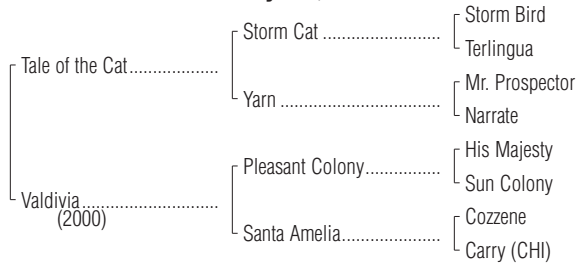 Storm Bird
Storm Cat ........................
Terlingua
Tale of the Cat..................
Mr. Prospector
Yarn ................................
Narrate
His Majesty
Pleasant Colony...............
Sun Colony
Valdivia...........................
(2000)
Cozzene
Santa Amelia....................
Carry (CHI)